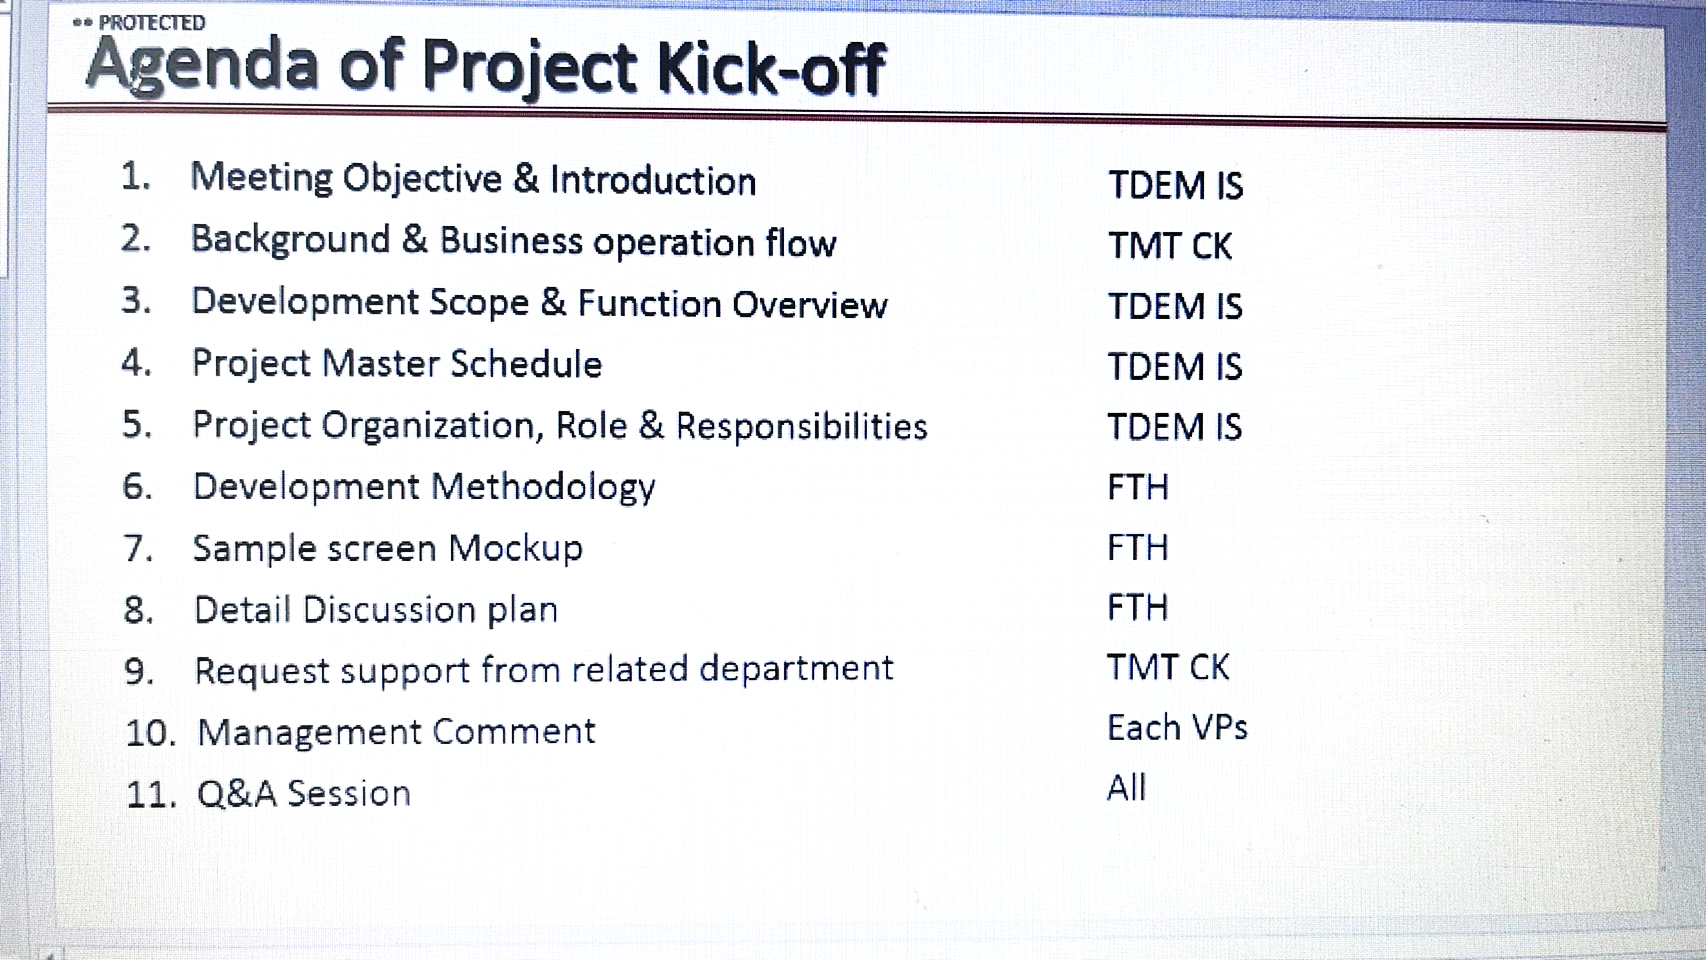 •• PROTECTED
Agenda of Project Kick-off
1. Meeting Objective & Introduction TDEM IS
2. Background & Business operation flow TMT CK
3. Development Scope & Function Overview TDEM IS
4. Project Master Schedule TDEM IS
5. Project Organization, Role & Responsibilities TDEM IS
6. Development Methodology FTH
7. Sample screen Mockup FTH
8. Detail Discussion plan FTH
9. Request support from related department TMT CK
10. Management Comment Each VPs
11. Q&A Session All